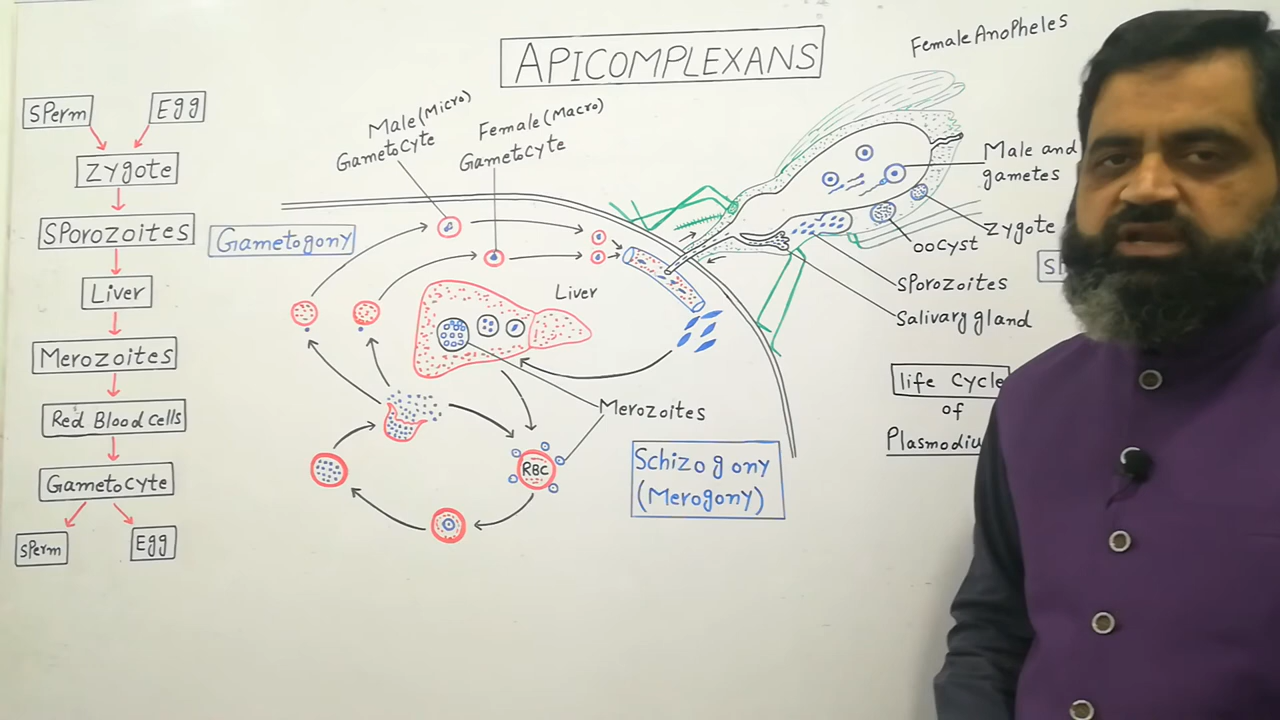 APICOMPLEXANS
Female Anopheles
Sperm
Egg
Zygote
Sporozoites
Liver
Merozoites
Red Blood cells
Gametocyte
Sperm
Egg
Gametogony
Male (Micro)
Gametocyte
Female (Macro)
Gametocyte
Liver
Merozoites
RBC
Schizogony
(Merogony)
Male and
gametes
Zygote
oocyst
Sporozoites
Salivary gland
life Cycle
of